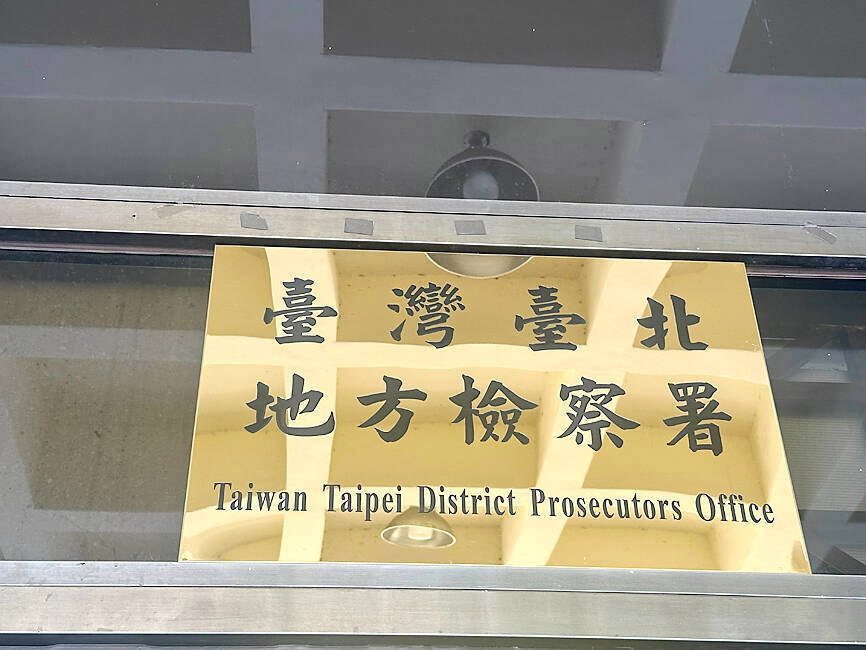 臺灣臺北
地方檢察署
Taiwan Taipei District Prosecutors Office